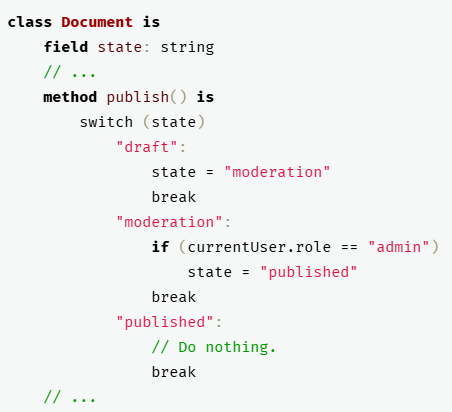 class Document is
    field state: string
    // ...
    method publish() is
        switch (state)
            "draft":
                state = "moderation"
                break
            "moderation":
                if (currentUser.role == "admin")
                    state = "published"
                break
            "published":
                // Do nothing.
                break
    // ...